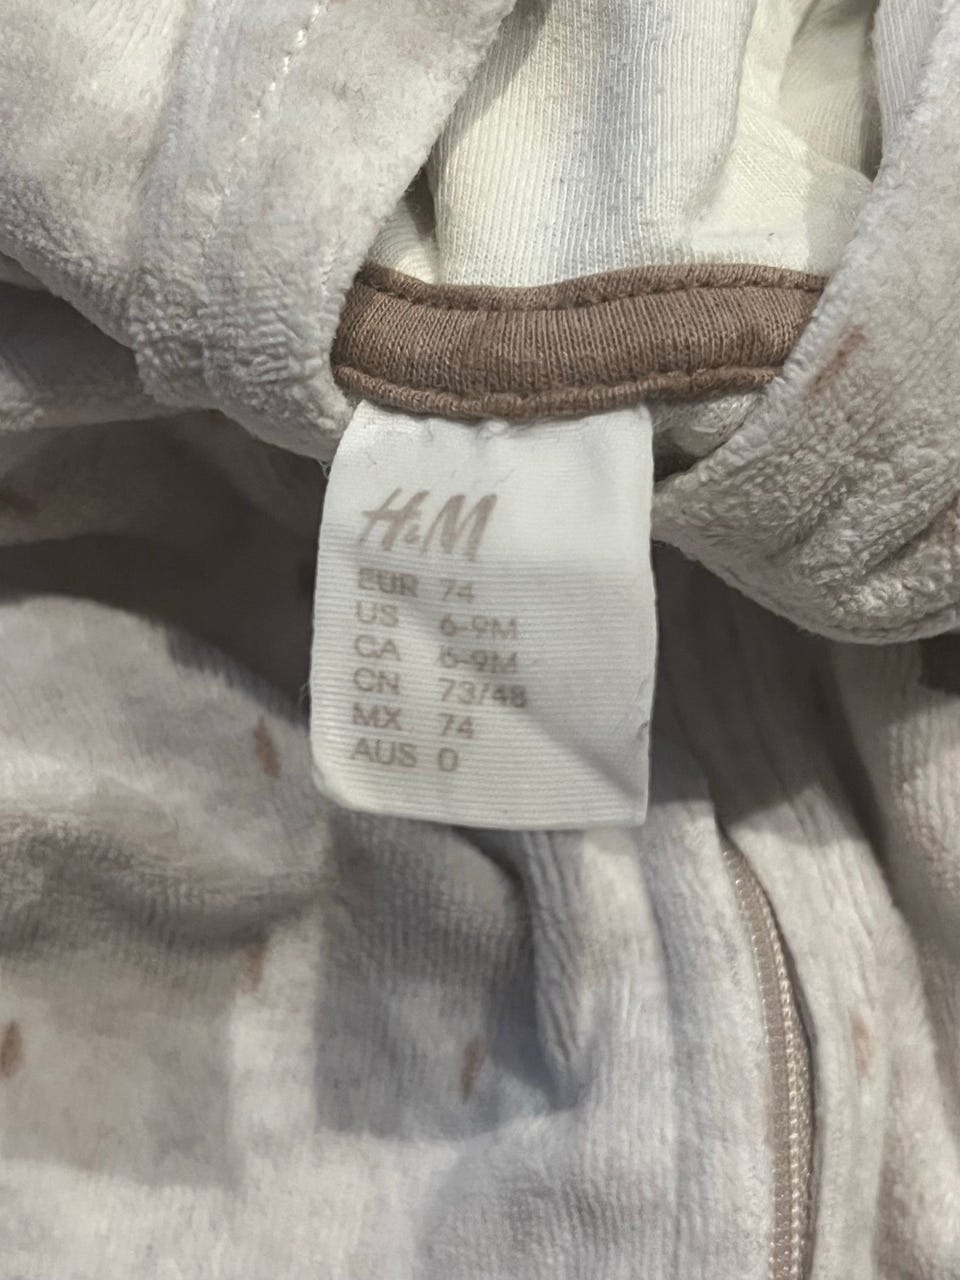 H&M
EUR 74
US 6-9M
CA 6-9M
CN 73/48
MX 74
AUS 0